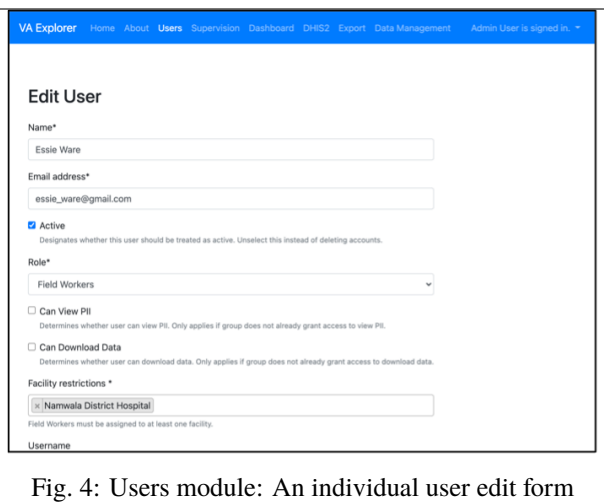 VA Explorer Home About Users Supervision Dashboard DHIS2 Export Data Management Admin User is signed in.
Edit User
Name*
Essie Ware
Email address*
essie_ware@gmail.com
Active
Designates whether this user should be treated as active. Unselect this instead of deleting accounts.
Role*
Field Workers
Can View PII
Determines whether user can view PII. Only applies if group does not already grant access to view PII.
Can Download Data
Determines whether user can download data. Only applies if group does not already grant access to download data.
Facility restrictions *
× Namwala District Hospital
Field Workers must be assigned to at least one facility.
Username
Fig. 4: Users module: An individual user edit form